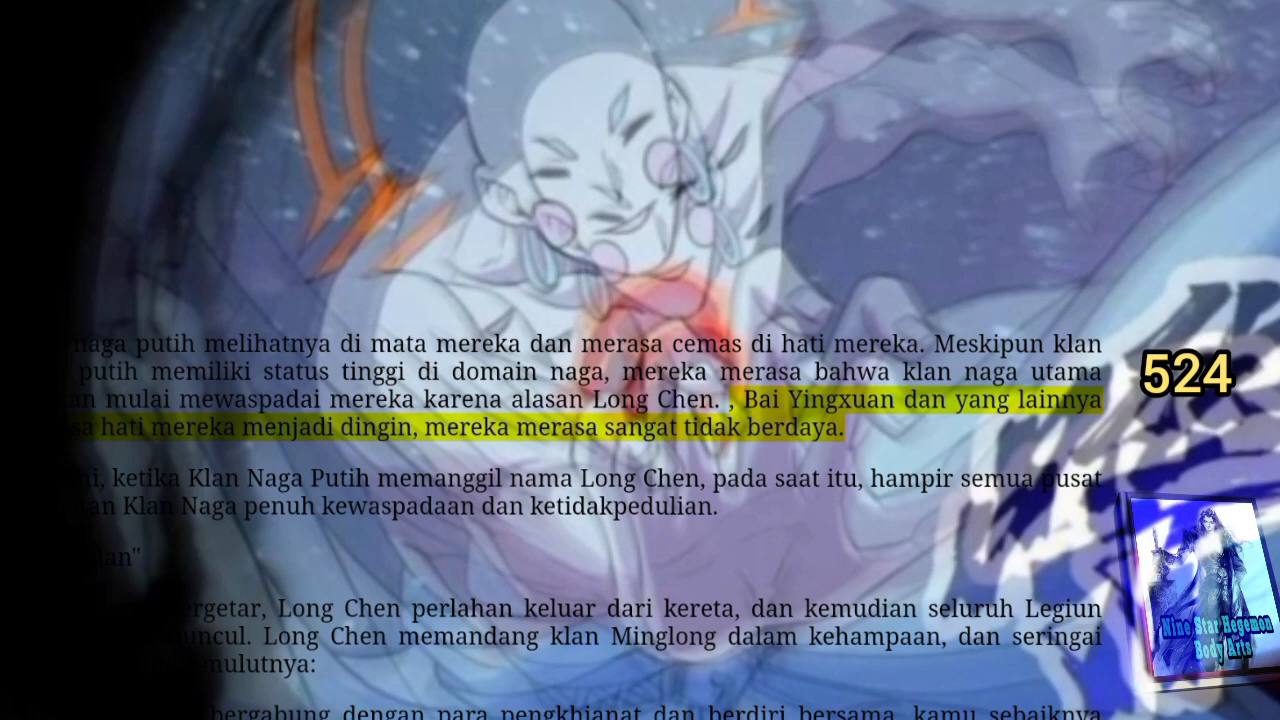 naga putih melihatnya di mata mereka dan merasa cemas di hati mereka. Meskipun klan
putih memiliki status tinggi di domain naga, mereka merasa bahwa klan naga utama
mulai mewaspadai mereka karena alasan Long Chen. , Bai Yingxuan dan yang lainnya
hati mereka menjadi dingin, mereka merasa sangat tidak berdaya.
ketika Klan Naga Putih memanggil nama Long Chen, pada saat itu, hampir semua pusat
Klan Naga penuh kewaspadaan dan ketidakpedulian.
Long Chen perlahan keluar dari kereta, dan kemudian seluruh Legiun
Long Chen memandang klan Minglong dalam kehampaan, dan seringai
mulutnya:
bergabung dengan para pengkhianat dan berdiri bersama, kamu sebaiknya
524
Nine Star Hegemon
Body Arts